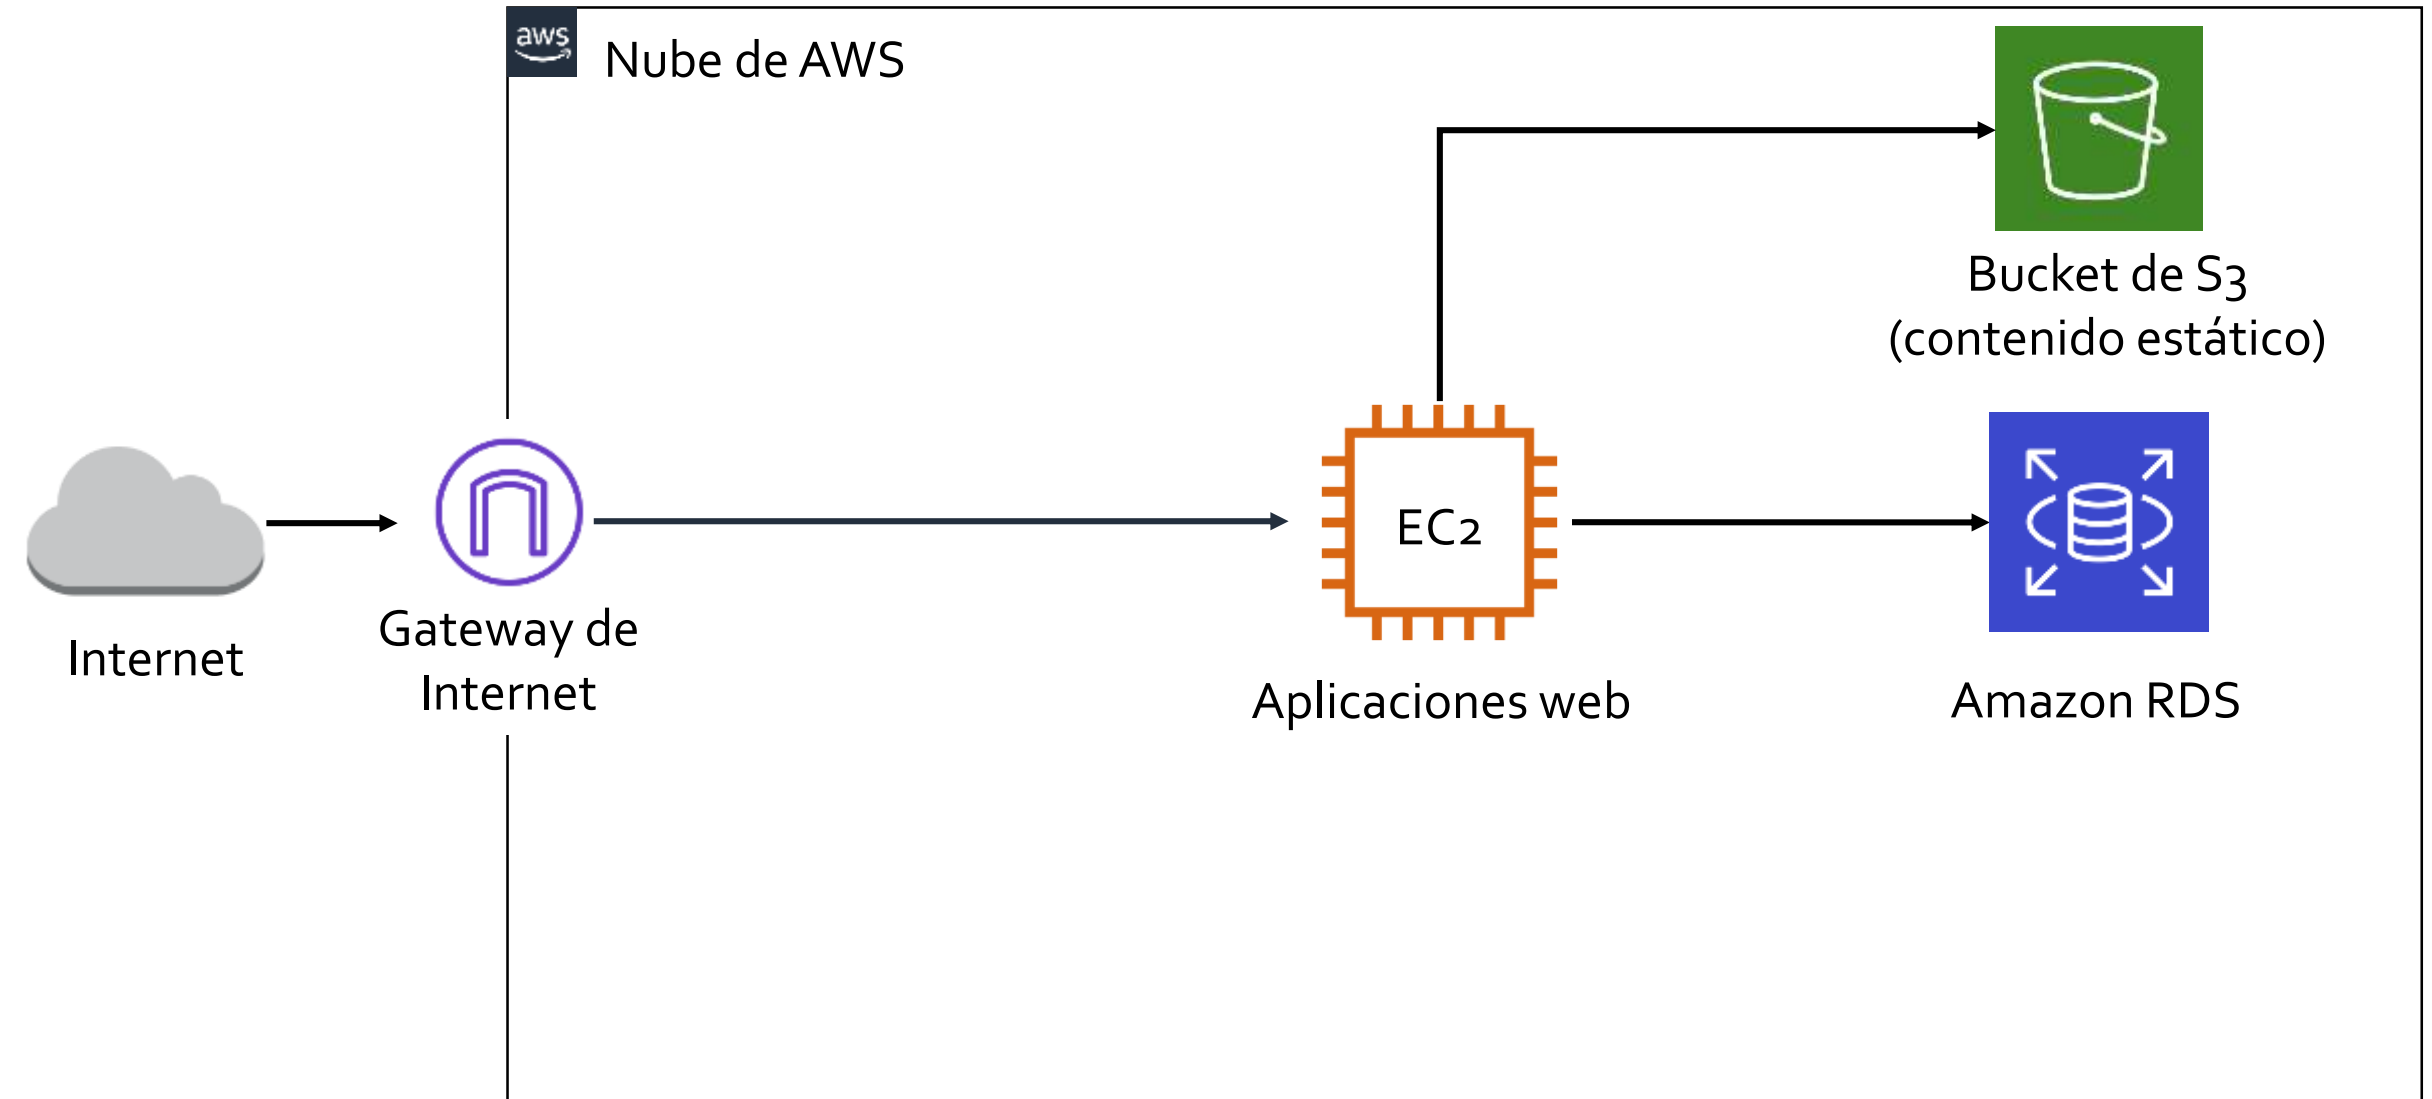 aws
Nube de AWS
Bucket de S3
(contenido estático)
EC2
Internet
Gateway de
Internet
Aplicaciones web
Amazon RDS